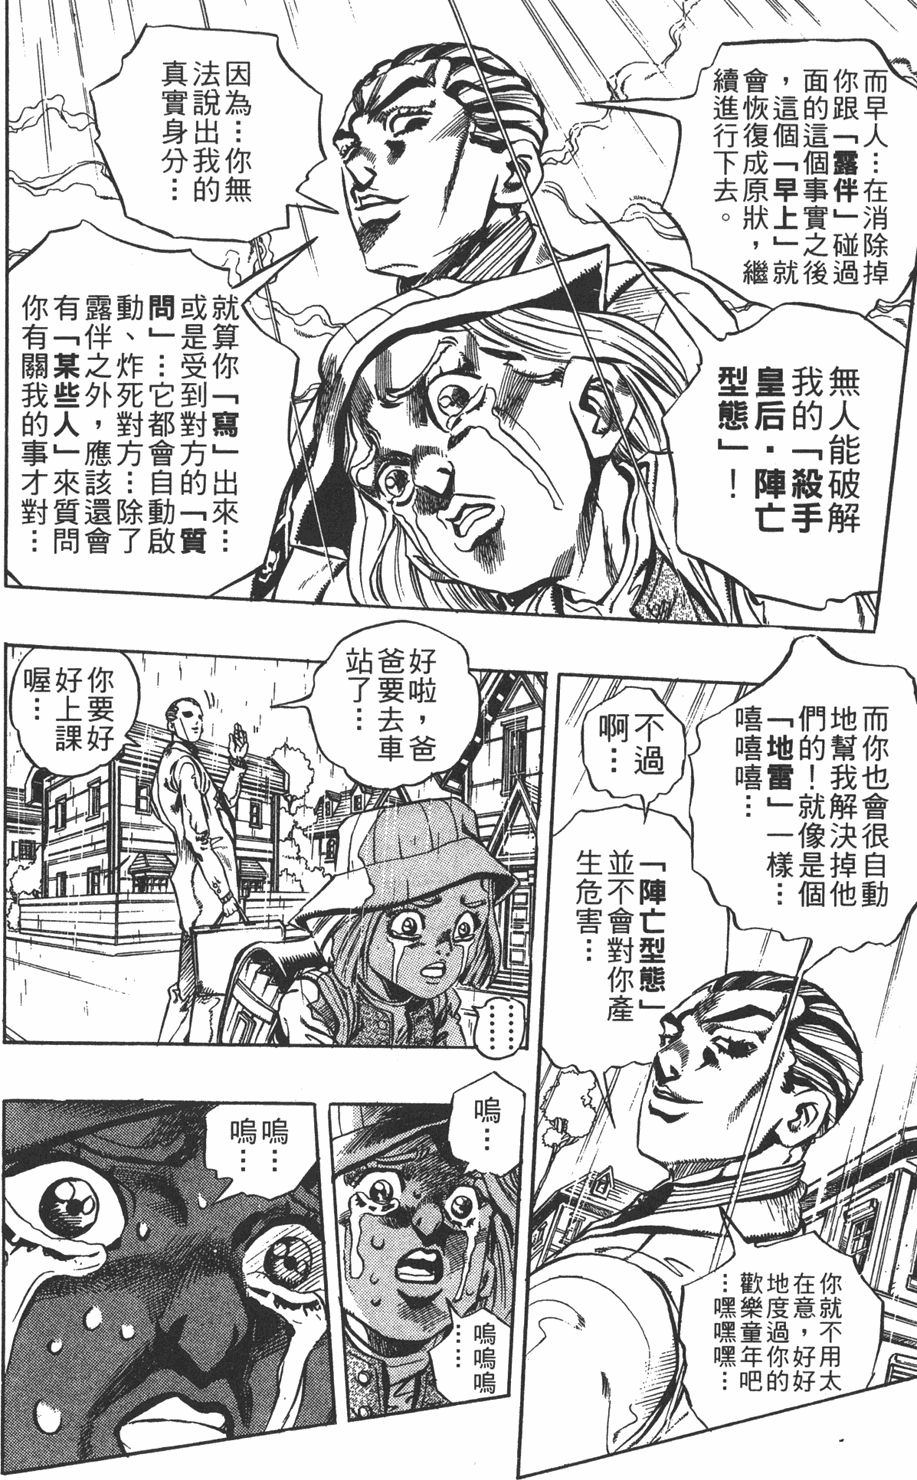 而早人…在消除掉
你跟「露伴」碰過
面的這個事實之後
，這個「早上」就
會恢復成原狀，繼
續進行下去。
無人能破解
我的「殺手
皇后·陣亡
型態」！
因為…你無
法說出我的
真實身分…
就算你「寫」出來…
或是受到對方的「質
問」…它都會自動啟
動、炸死對方…除了
露伴之外，應該還會
有「某些人」來質問
你有關我的事才對…
而你也會很自動
地幫我解決掉他
們的！就像是個
「地雷」一樣…
嘻嘻嘻…
不過
啊…
「陣亡型態」
並不會對你產
生危害…
你就不用太
在意，好好
地度過你的
歡樂童年吧
…嘿嘿嘿…
好啦，爸
爸要去車
站了…
你要好
好上課
喔…
……
嗚…
嗚嗚嗚
……
嗚…
嗚…